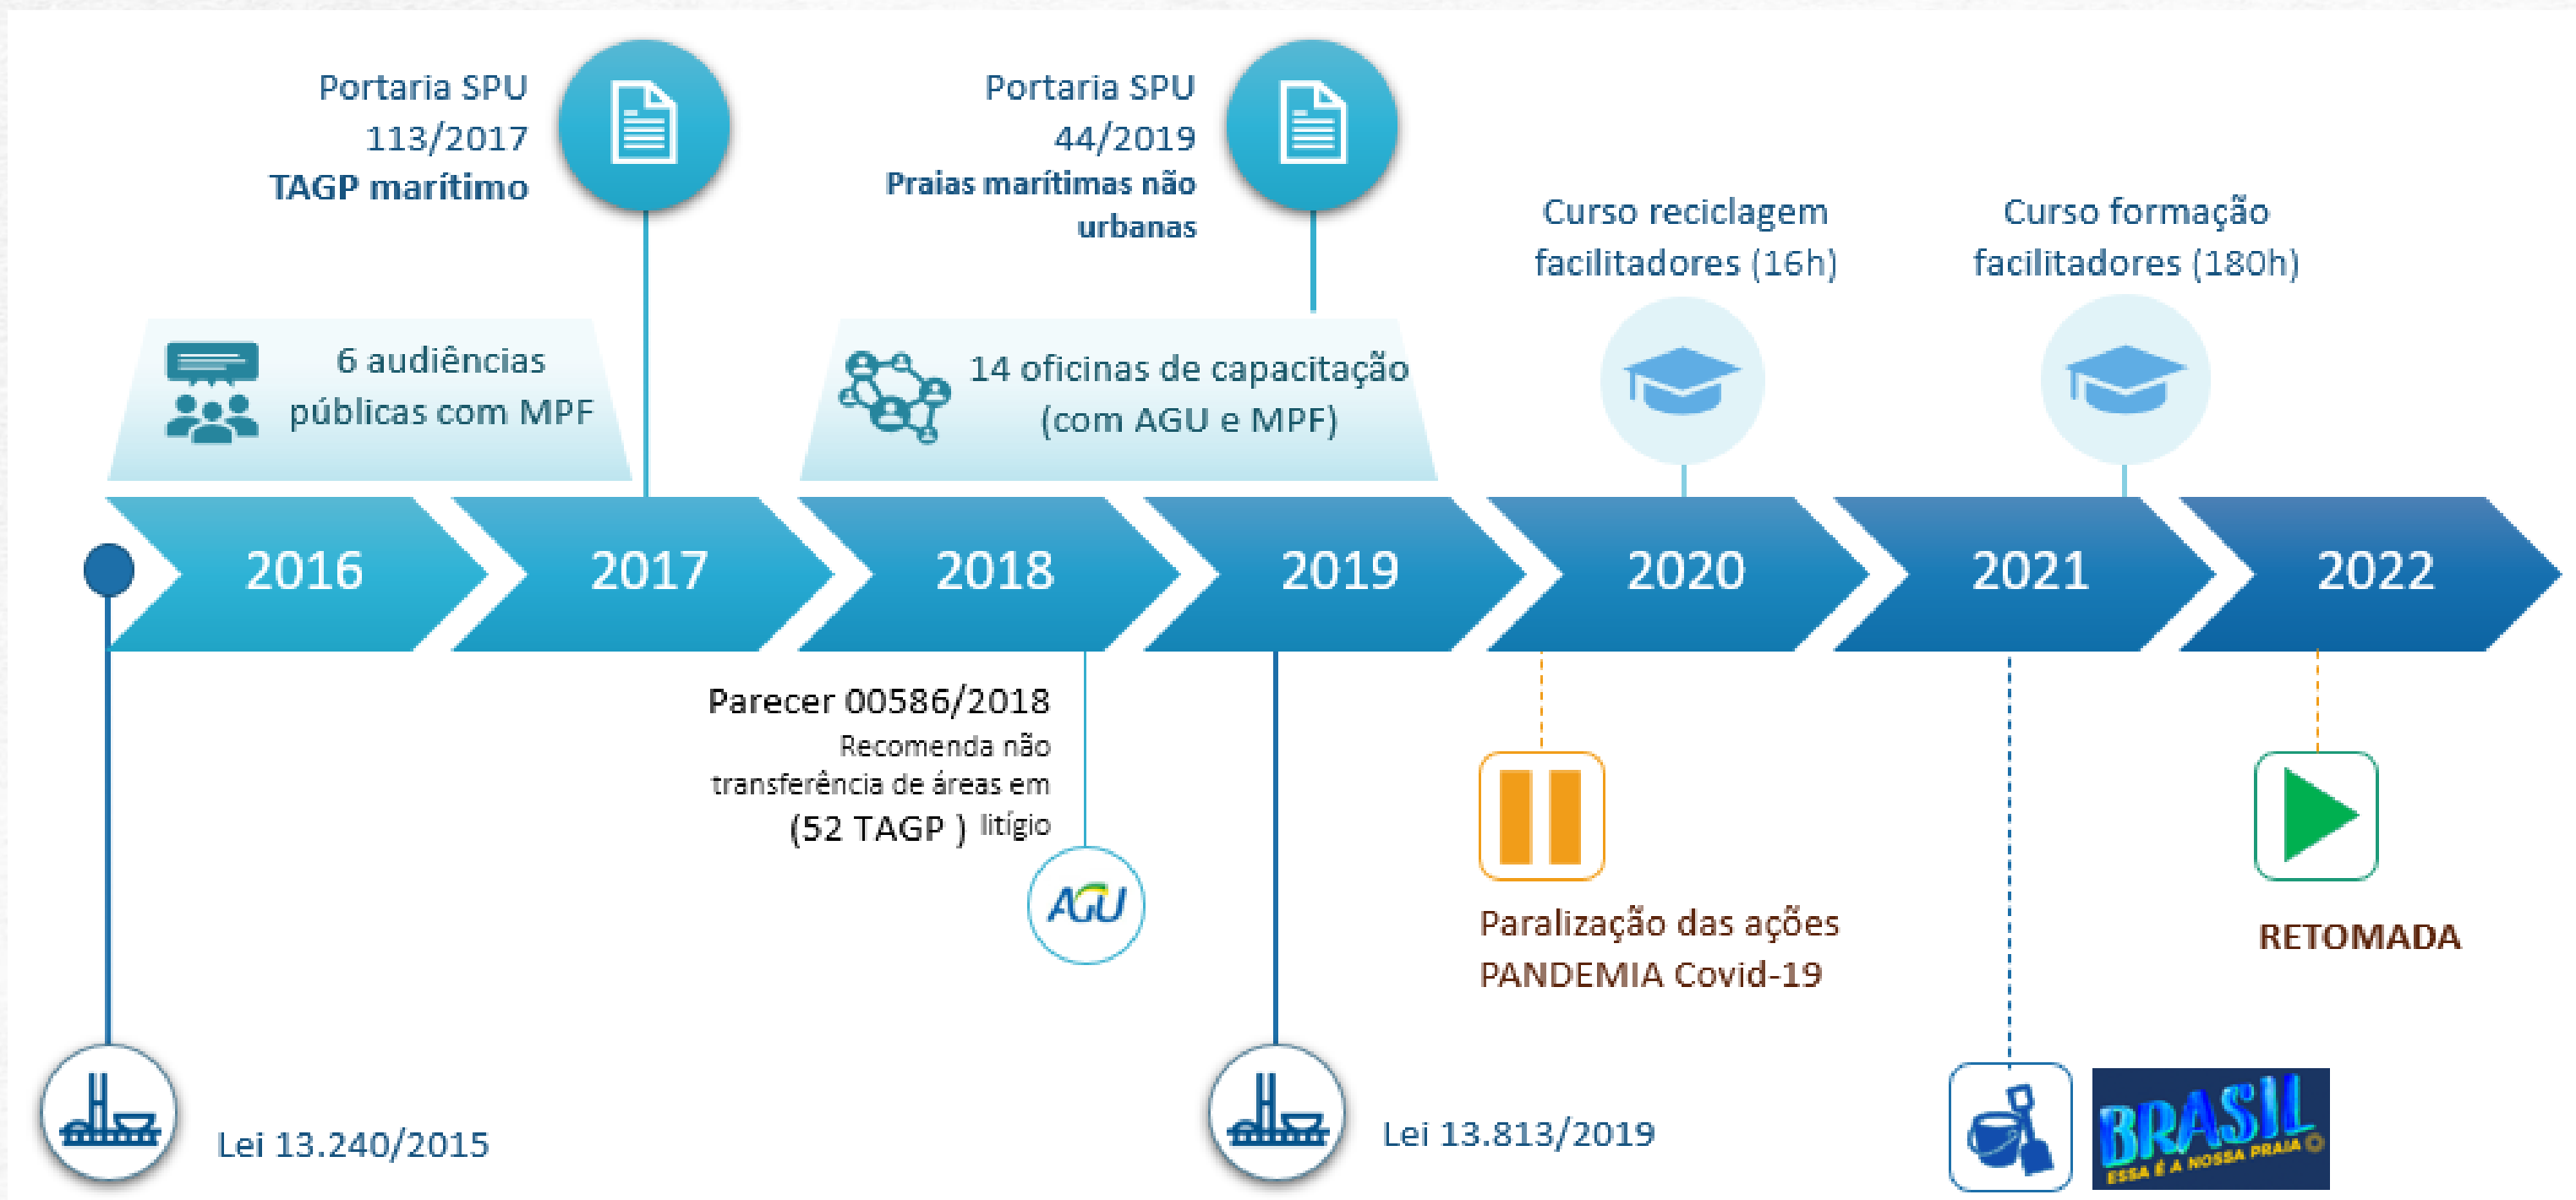 Portaria SPU
113/2017
TAGP marítimo
Portaria SPU
44/2019
Praias marítimas não
urbanas
Curso reciclagem
facilitadores (16h)
Curso formação
facilitadores (180h)
6 audiências
públicas com MPF
14 oficinas de capacitação
(com AGU e MPF)
2016
2017
2018
2019
2020
2021
2022
Parecer 00586/2018
Recomenda não
transferência de áreas em
(52 TAGP ) litígio
AGU
Paralização das ações
PANDEMIA Covid-19
RETOMADA
Lei 13.240/2015
Lei 13.813/2019
BRASIL
ESSA É A NOSSA PRAIA